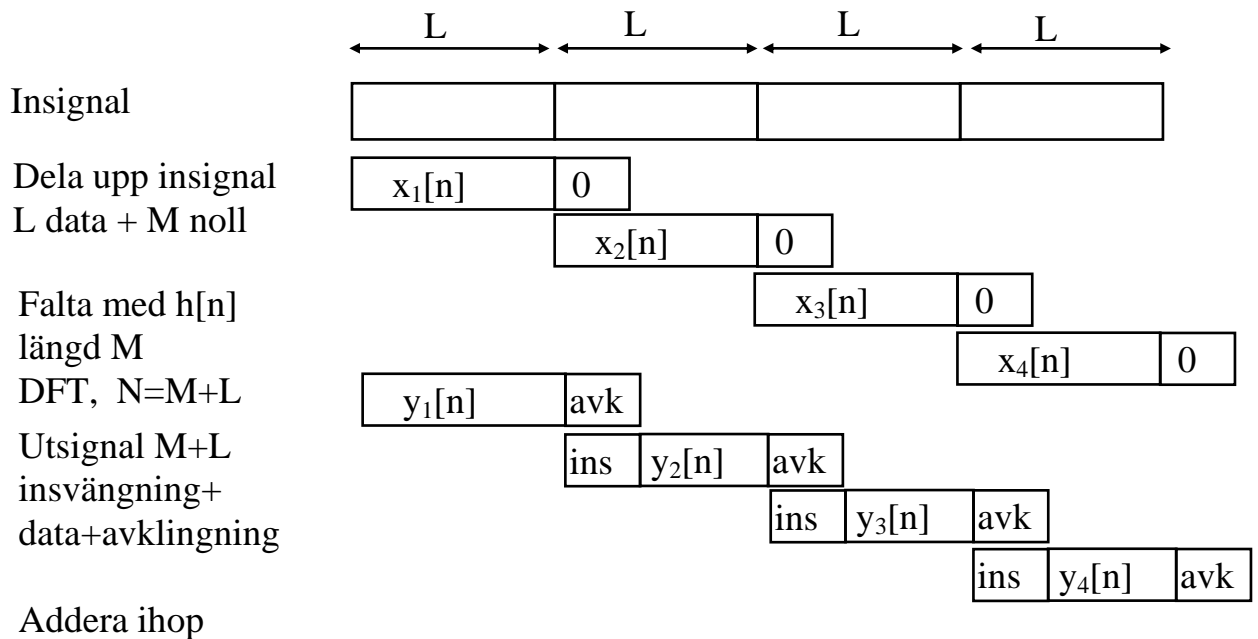 L L L L
Insignal
Dela upp insignal
L data + M noll
x₁[n] 0
x₂[n] 0
x₃[n] 0
x₄[n] 0
Falta med h[n]
längd M
DFT, N=M+L
y₁[n] avk
Utsignal M+L
insvängning+
data+avklingning
ins y₂[n] avk
ins y₃[n] avk
ins y₄[n] avk
Addera ihop